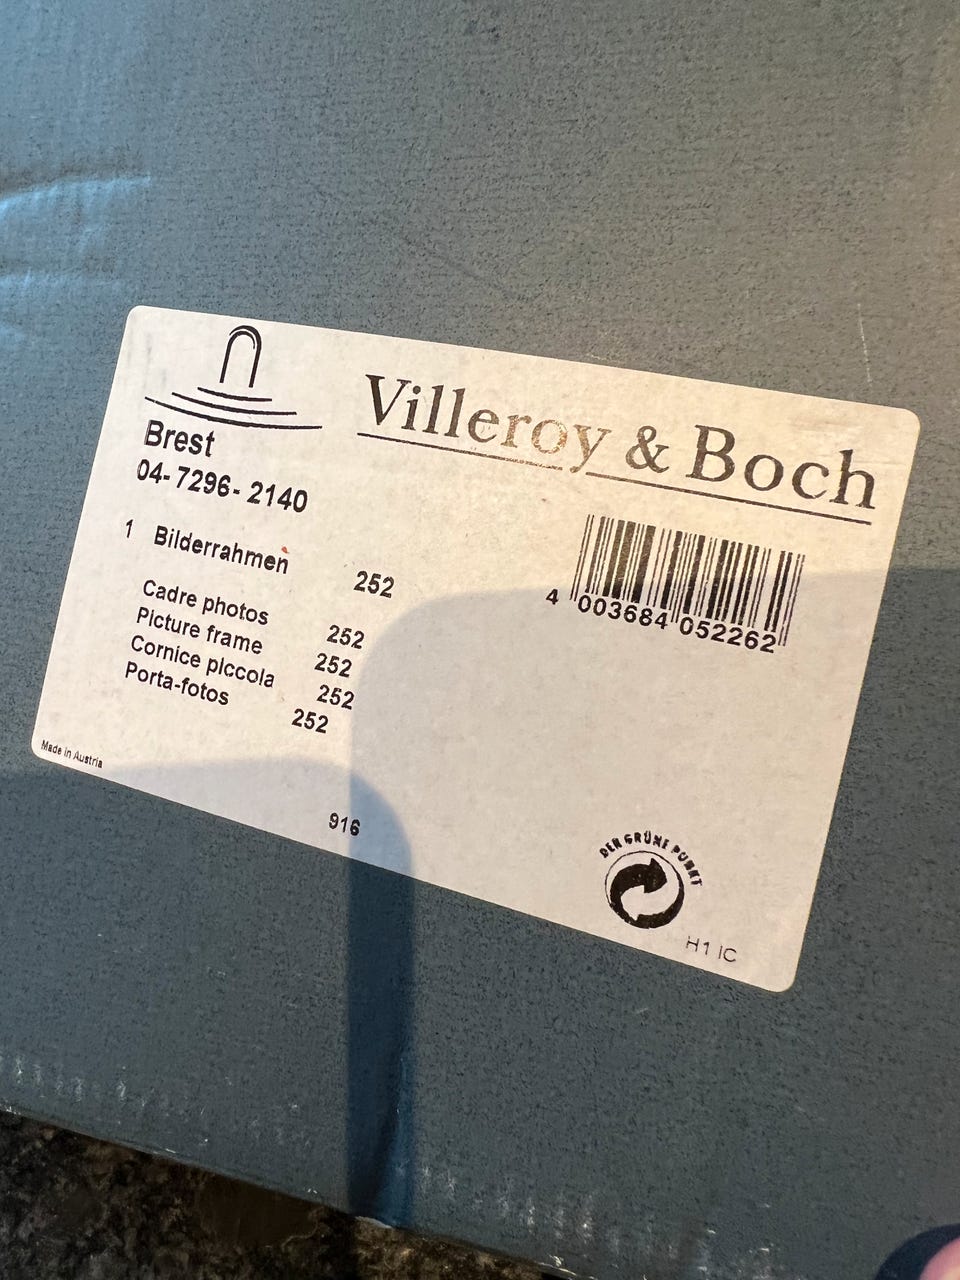 Villeroy & Boch
Brest
04-7296-2140
1 Bilderrahmen 252
Cadre photos 252
Picture frame 252
Cornice plccola 252
Porta-fotos 252
4 003684 052262
Made in Austria
916
DER GRÜNE PUNKT
H1 IC